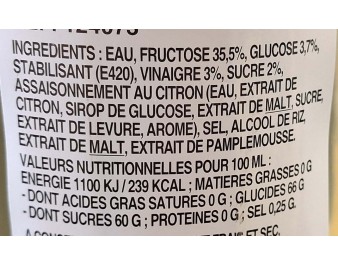 INGREDIENTS : EAU, FRUCTOSE 35,5%, GLUCOSE 3,7%,
STABILISANT (E420), VINAIGRE 3%, SUCRE 2%,
ASSAISONNEMENT AU CITRON (EAU, EXTRAIT DE
CITRON, SIROP DE GLUCOSE, EXTRAIT DE MALT, SUCRE,
EXTRAIT DE LEVURE, AROME), SEL, ALCOOL DE RIZ,
EXTRAIT DE MALT, EXTRAIT DE PAMPLEMOUSSE.
VALEURS NUTRITIONNELLES POUR 100 ML :
ENERGIE 1100 KJ / 239 KCAL ; MATIERES GRASSES 0 G
- DONT ACIDES GRAS SATURES 0 G ; GLUCIDES 66 G
- DONT SUCRES 60 G ; PROTEINES 0 G ; SEL 0,25 G.
ET SEC.